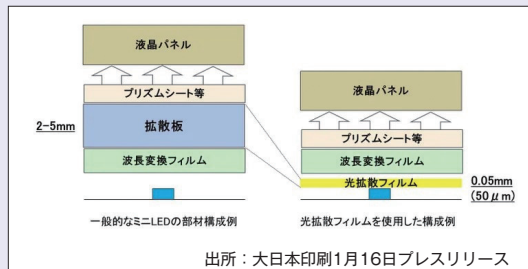 液晶パネル
プリズムシート等
2-5mm
拡散板
波長変換フィルム
一般的なミニLEDの部材構成例
液晶パネル
プリズムシート等
波長変換フィルム
光拡散フィルム
0.05mm
(50μm)
光拡散フィルムを使用した構成例
出所：大日本印刷1月16日プレスリリース